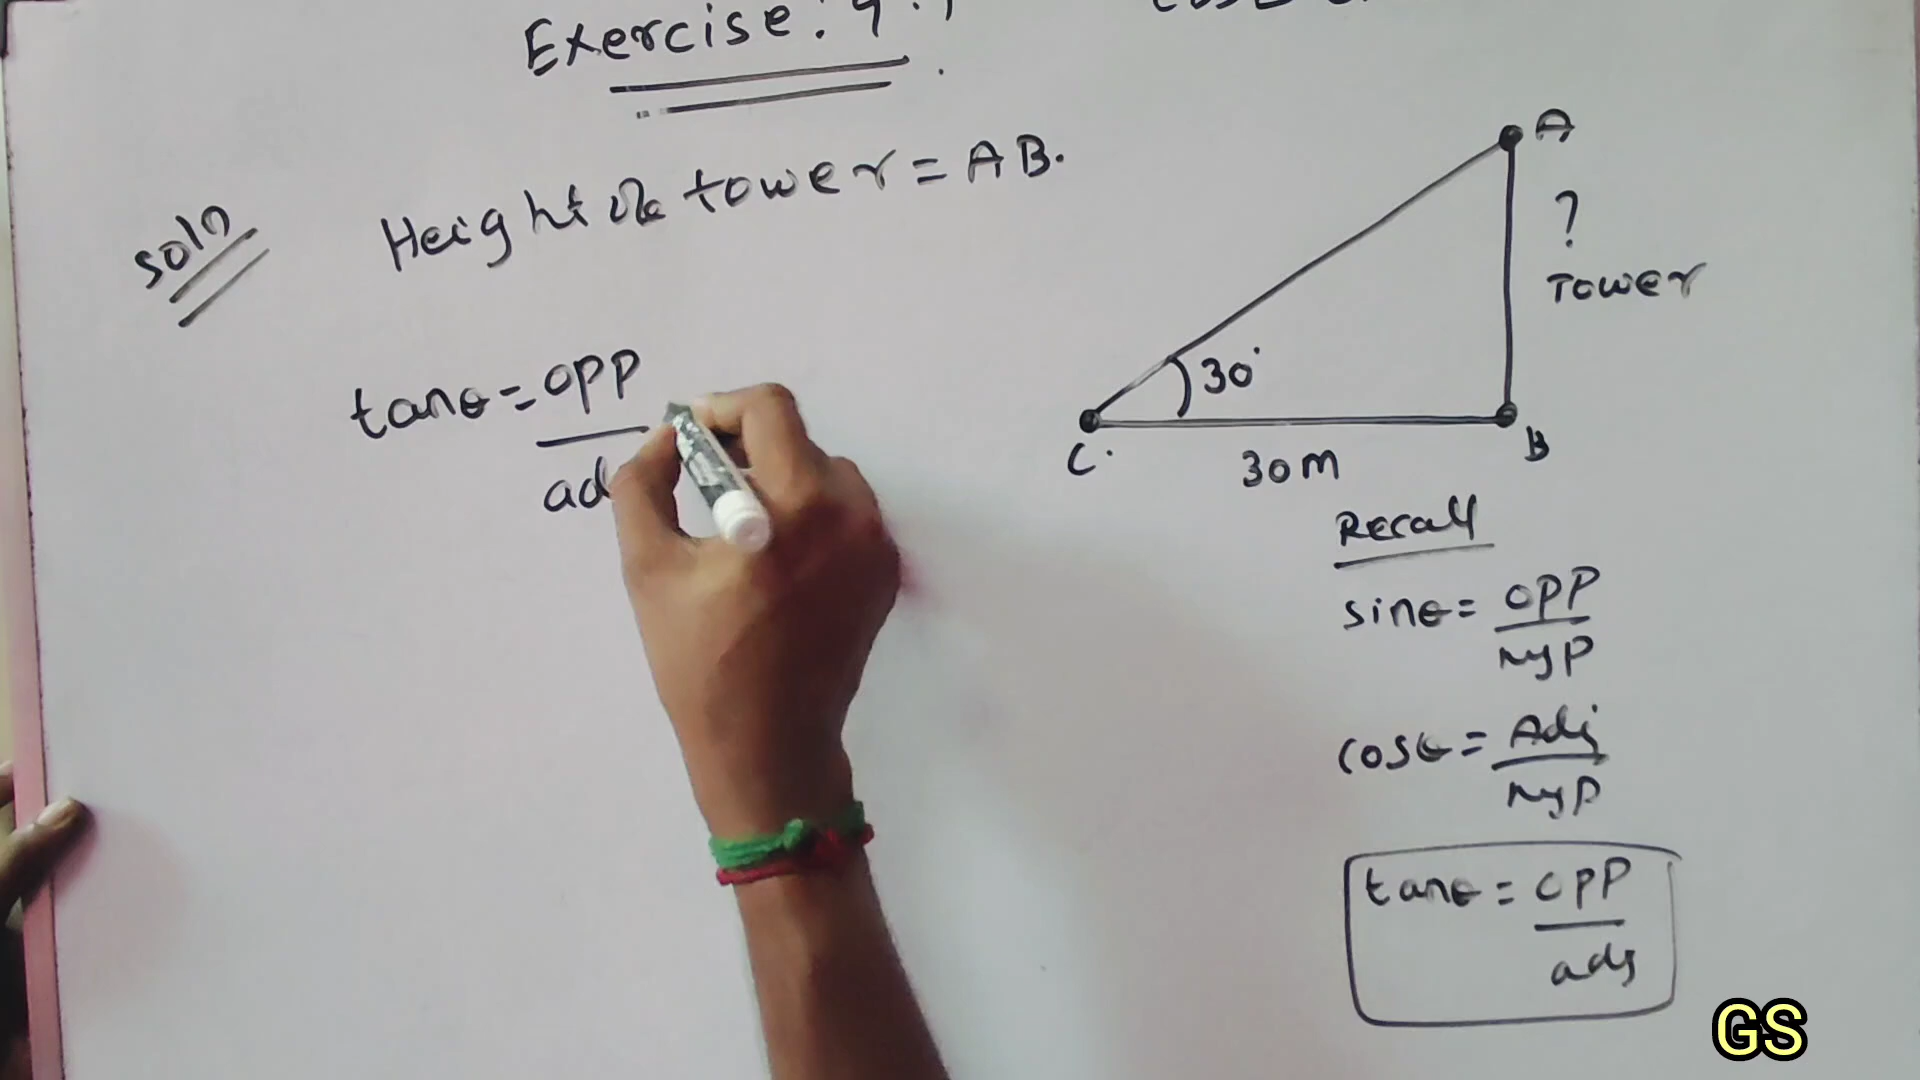 Exercise: 9.1
soln
Height of the tower = AB.
tanθ = opp
ad
A
?
Tower
30°
C.
30m
B
Recall
sinθ = opp
hyp
cosθ = Adj
hyp
tanθ = opp
adj
GS